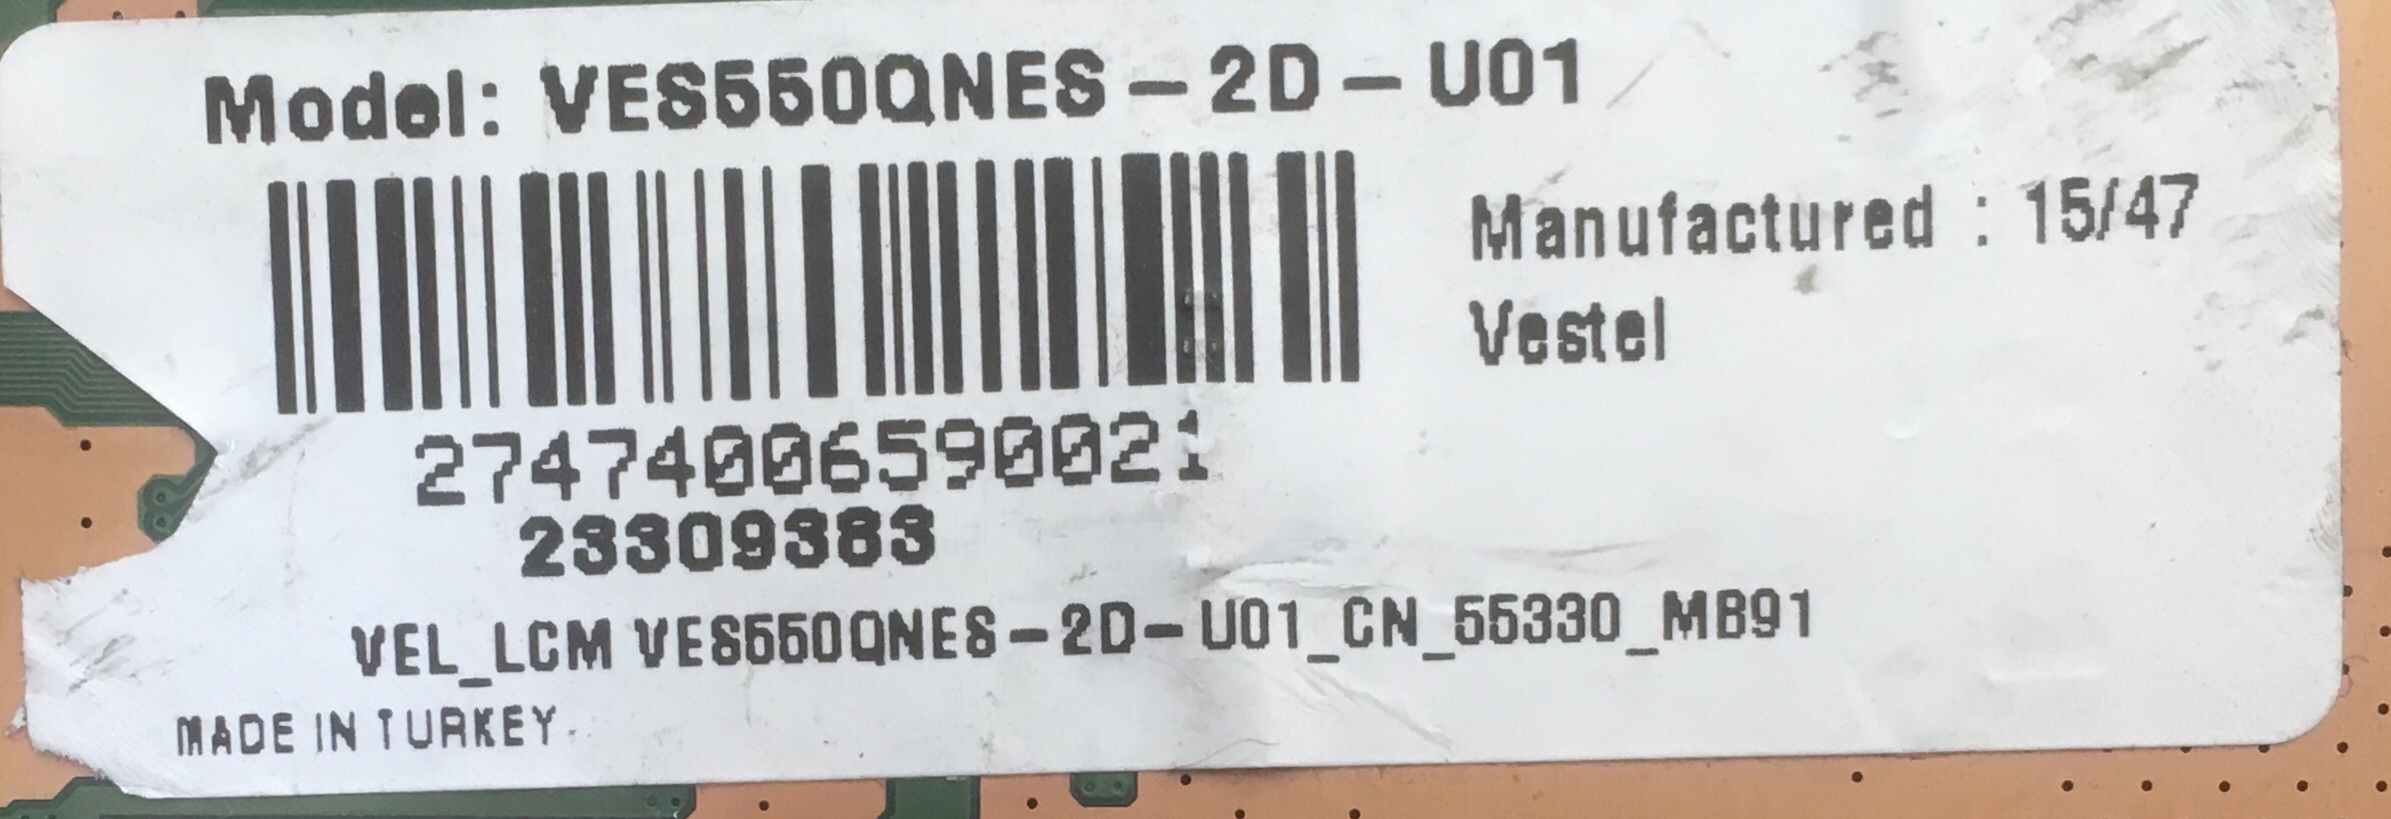 Model: VES550QNES-2D-U01
Manufactured : 15/47
Vestel
27474006590021
23309383
VEL_LCM VES550QNES-2D-U01_CN_55330_MB91
MADE IN TURKEY